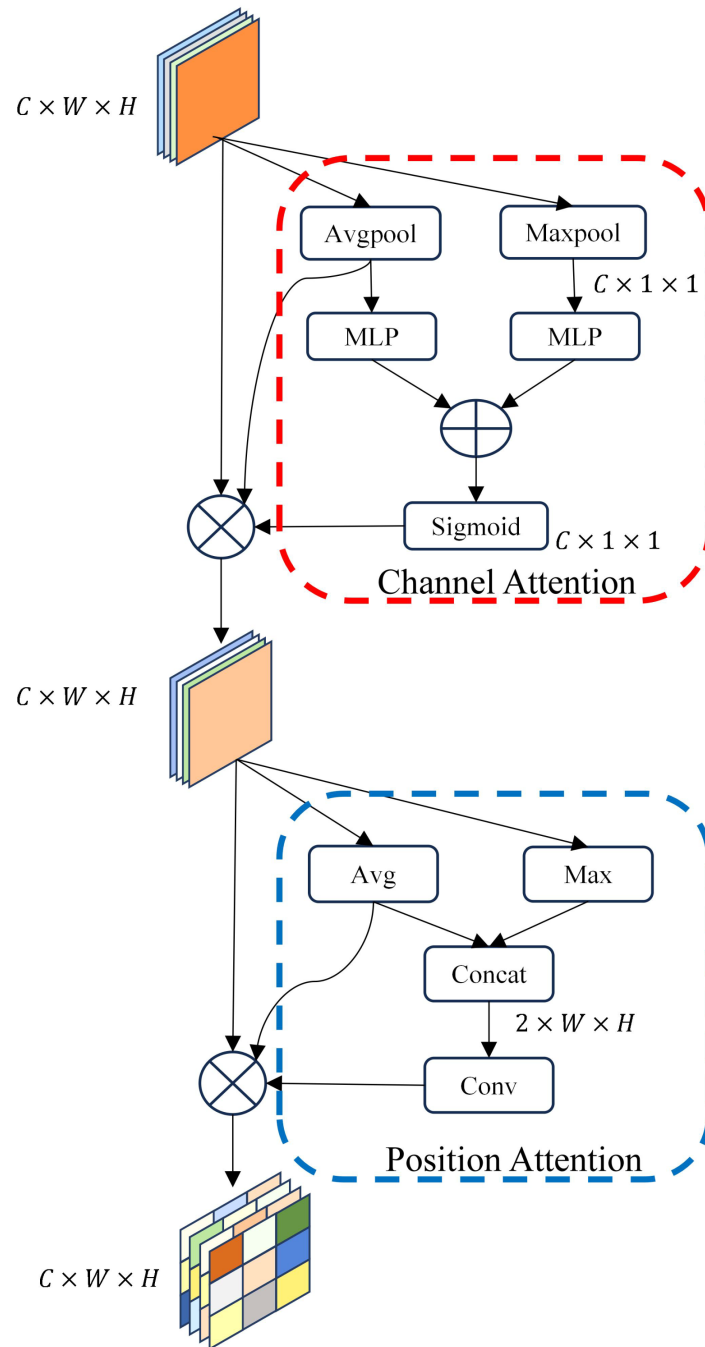 C × W × H
Avgpool
Maxpool
C × 1 × 1
MLP
MLP
Sigmoid
C × 1 × 1
Channel Attention
C × W × H
Avg
Max
Concat
2 × W × H
Conv
Position Attention
C × W × H